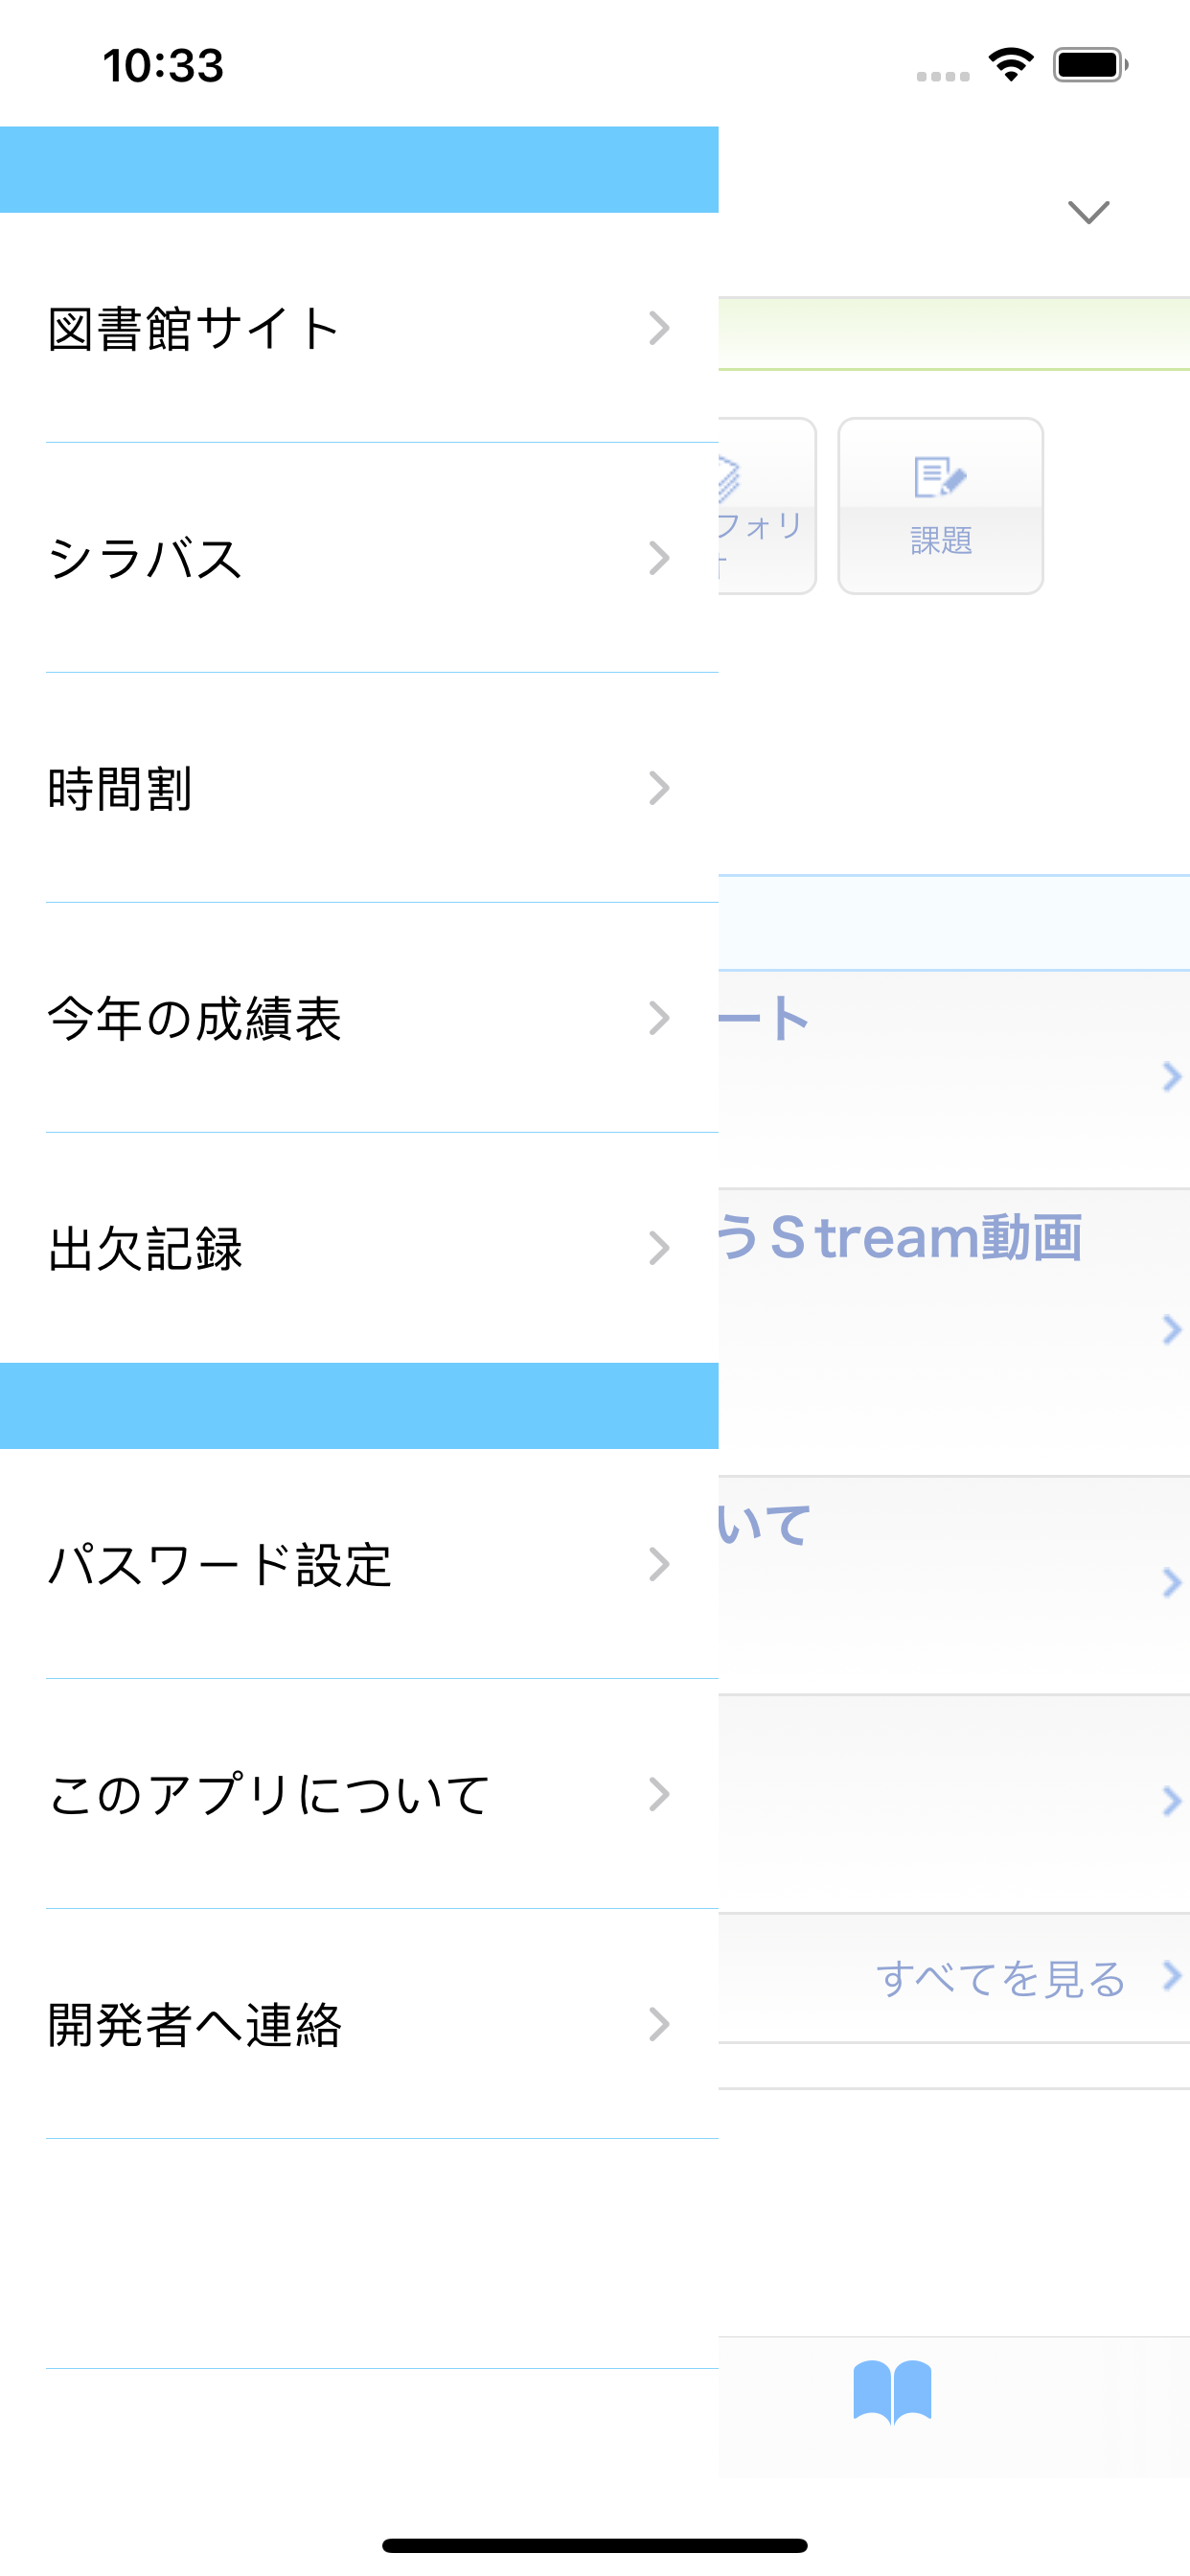 10:33
図書館サイト
シラバス
時間割
今年の成績表
出欠記録
パスワード設定
このアプリについて
開発者へ連絡
フォリ
課題
ート
うＳtream動画
いて
すべてを見る